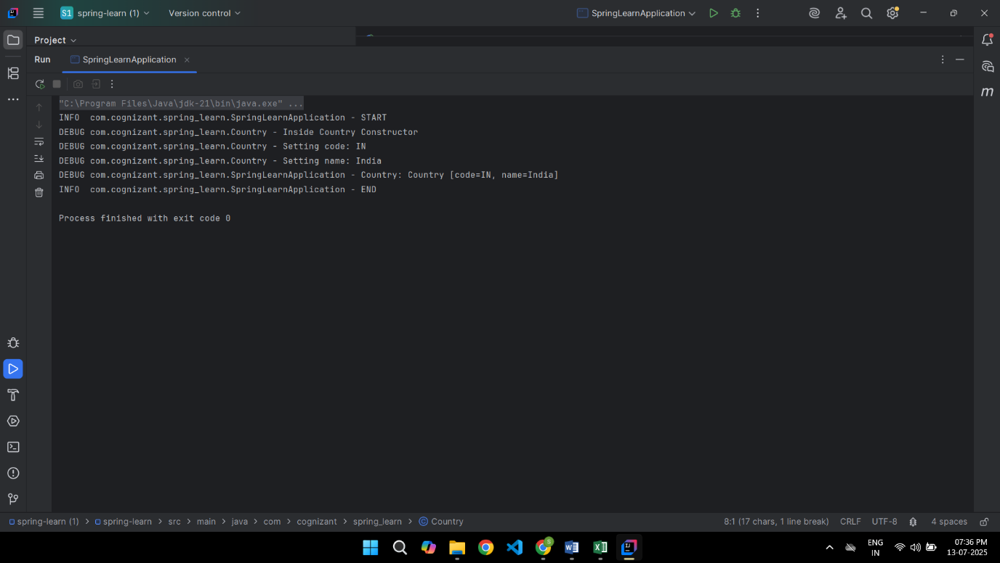 S1 spring-learn (1) Version control SpringLearnApplication
Project
Run SpringLearnApplication
"C:\Program Files\Java\jdk-21\bin\java.exe" ...
INFO  com.cognizant.spring_learn.SpringLearnApplication - START
DEBUG com.cognizant.spring_learn.Country - Inside Country Constructor
DEBUG com.cognizant.spring_learn.Country - Setting code: IN
DEBUG com.cognizant.spring_learn.Country - Setting name: India
DEBUG com.cognizant.spring_learn.SpringLearnApplication - Country: Country [code=IN, name=India]
INFO  com.cognizant.spring_learn.SpringLearnApplication - END
Process finished with exit code 0
spring-learn (1) > spring-learn > src > main > java > com > cognizant > spring_learn > Country 8:1 (17 chars, 1 line break) CRLF UTF-8 4 spaces
ENG
IN
07:36 PM
13-07-2025